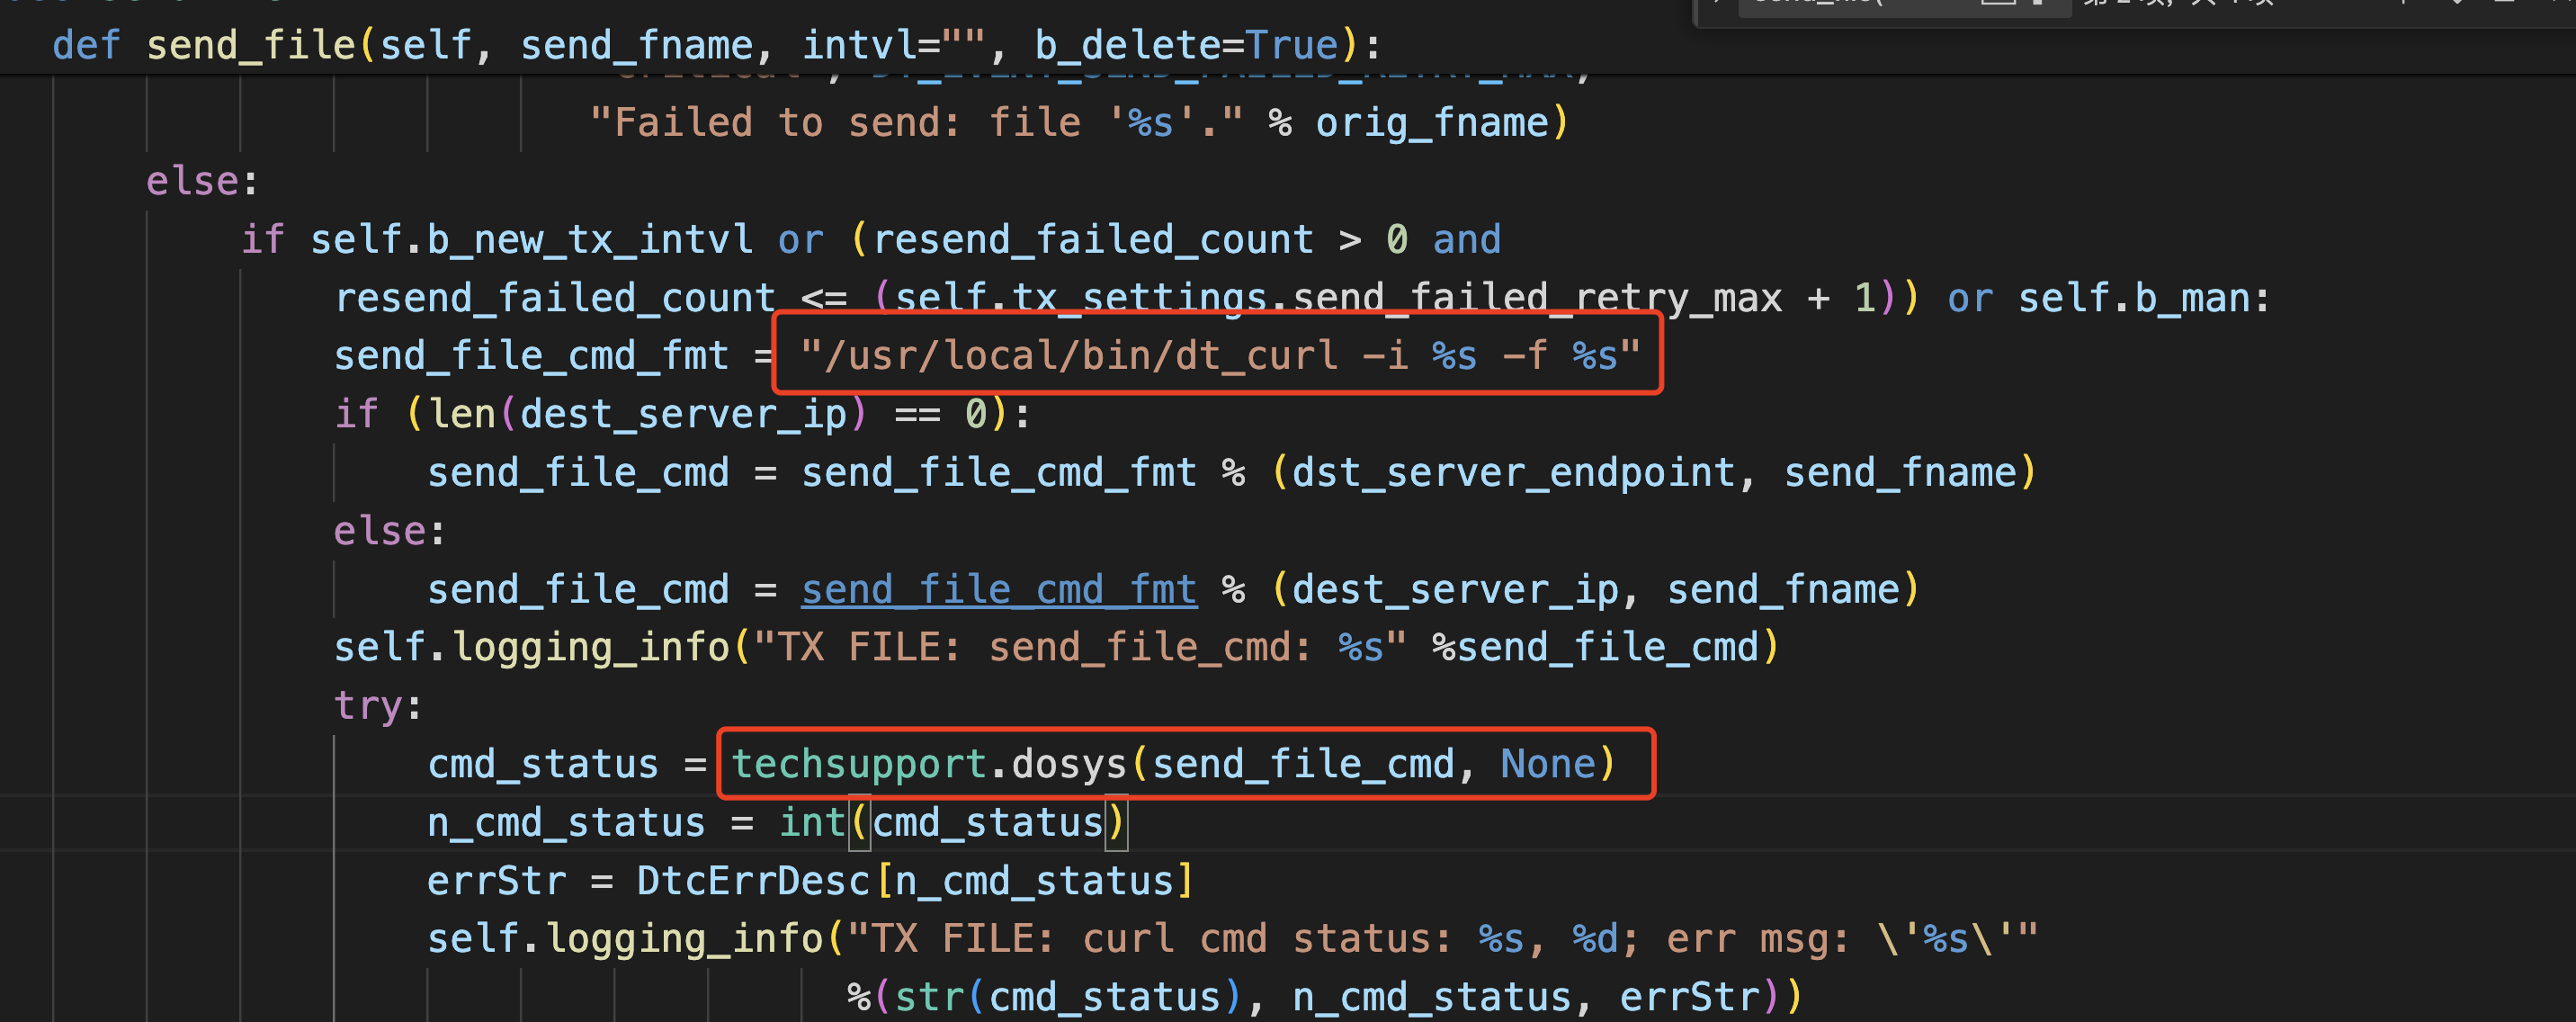 def send_file(self, send_fname, intvl="", b_delete=True):
"Failed to send: file '%s'." % orig_fname)
else:
if self.b_new_tx_intvl or (resend_failed_count > 0 and
resend_failed_count <= (self.tx_settings.send_failed_retry_max + 1)) or self.b_man:
send_file_cmd_fmt = "/usr/local/bin/dt_curl -i %s -f %s"
if (len(dest_server_ip) == 0):
send_file_cmd = send_file_cmd_fmt % (dst_server_endpoint, send_fname)
else:
send_file_cmd = send_file_cmd_fmt % (dest_server_ip, send_fname)
self.logging_info("TX FILE: send_file_cmd: %s" %send_file_cmd)
try:
cmd_status = techsupport.dosys(send_file_cmd, None)
n_cmd_status = int(cmd_status)
errStr = DtcErrDesc[n_cmd_status]
self.logging_info("TX FILE: curl cmd status: %s, %d; err msg: \'%s\'"
%(str(cmd_status), n_cmd_status, errStr))